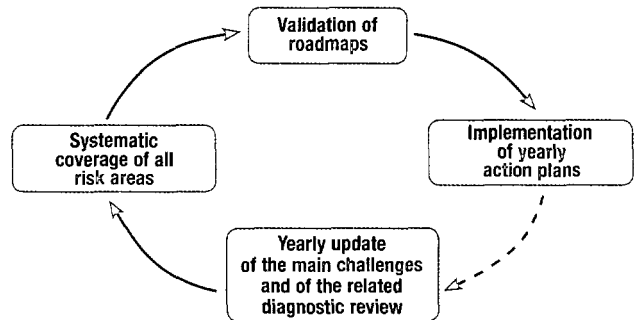 Validation of
roadmaps
Systematic
coverage of all
risk areas
Implementation
of yearly
action plans
Yearly update
of the main challenges
and of the related
diagnostic review